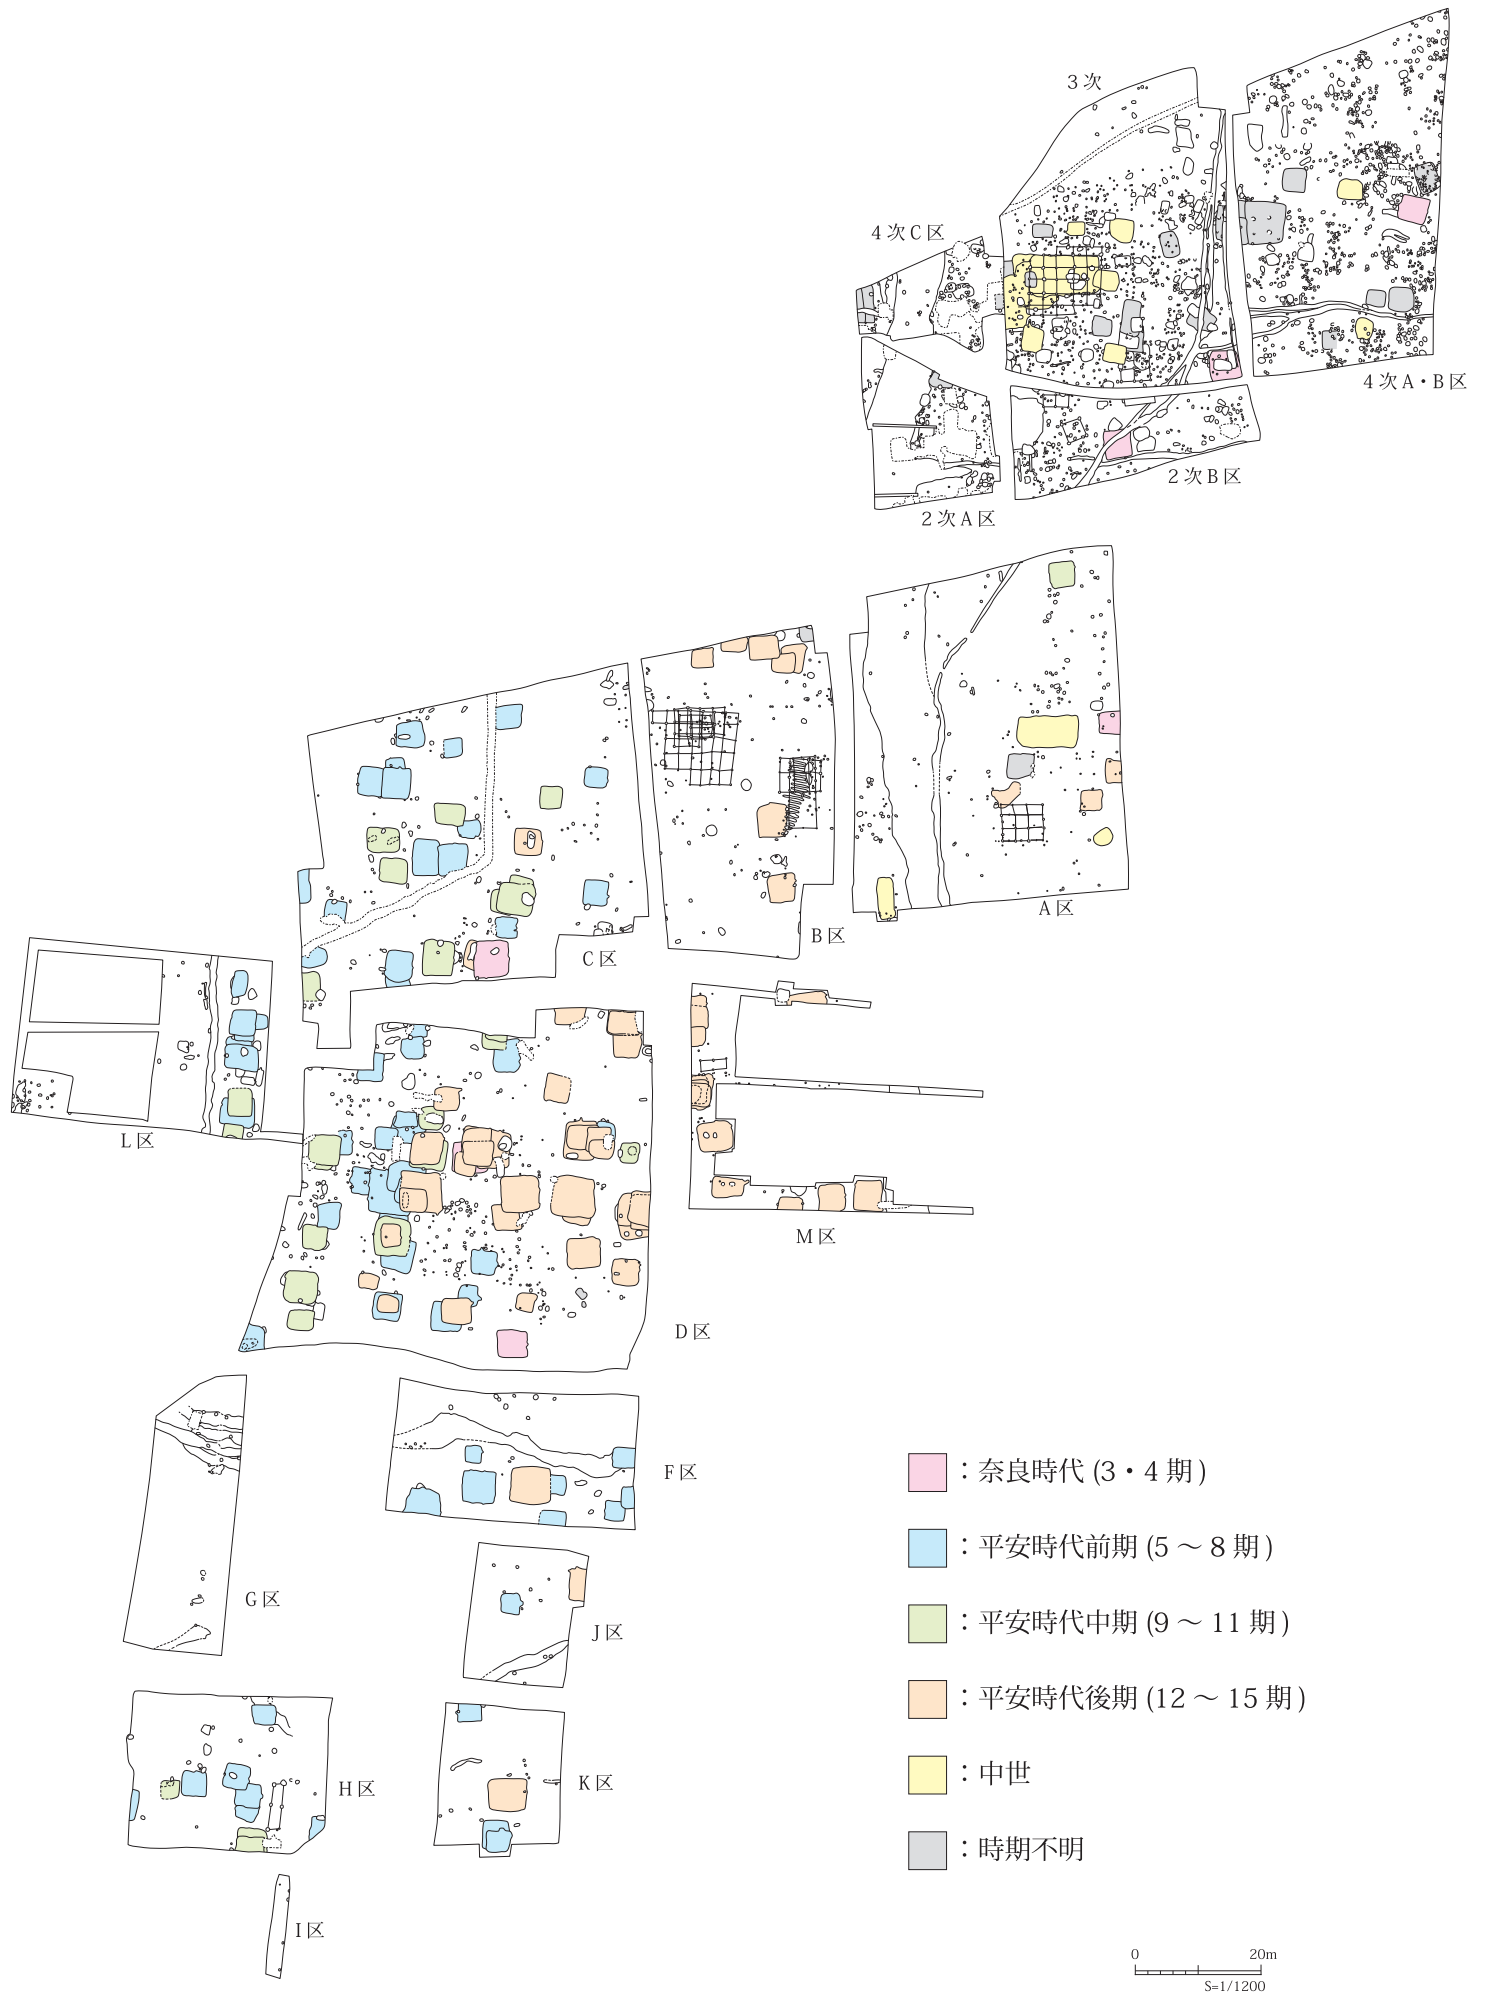 3次
4次C区
4次A・B区
2次B区
2次A区
A区
B区
C区
L区
M区
D区
F区
G区
J区
H区
K区
I区
：奈良時代 (3・4期)
：平安時代前期 (5～8期)
：平安時代中期 (9～11期)
：平安時代後期 (12～15期)
：中世
：時期不明
0 20m
S=1/1200